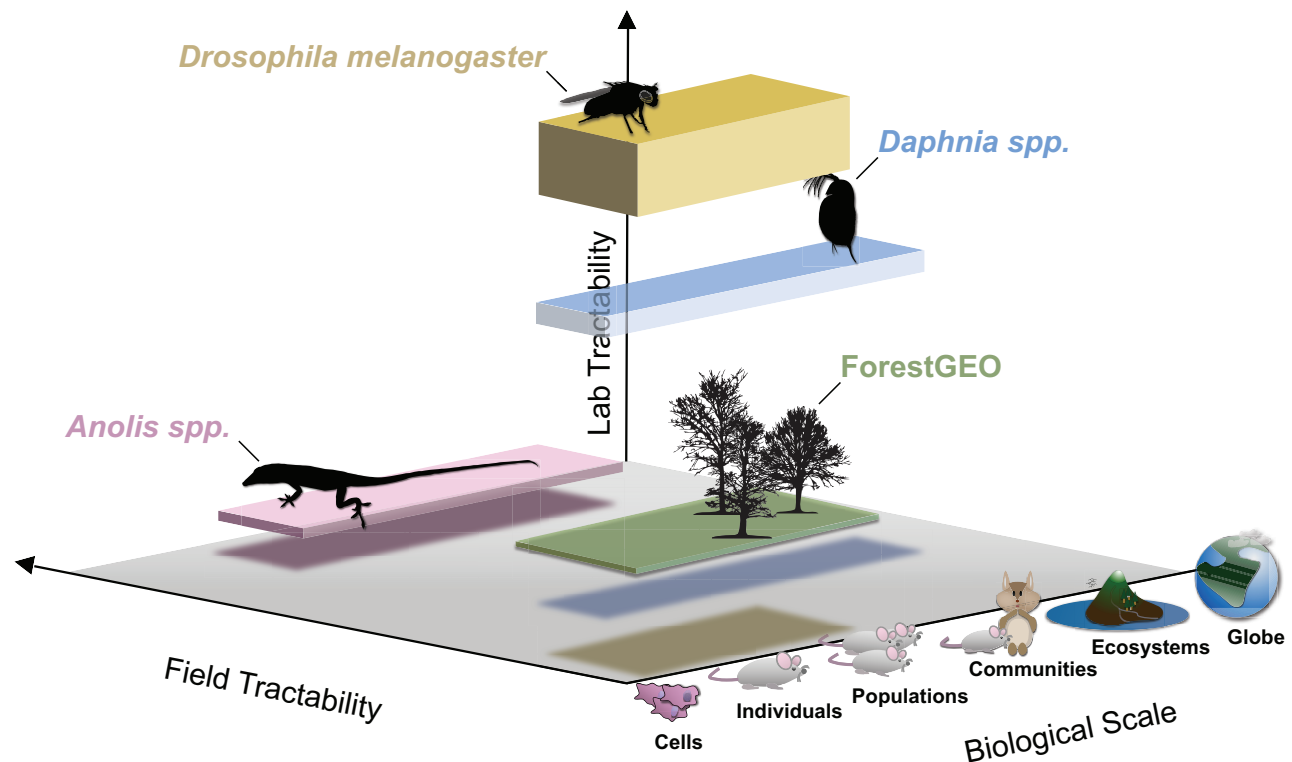 Drosophila melanogaster
Daphnia spp.
Lab Tractability
ForestGEO
Anolis spp.
Field Tractability
Cells
Individuals
Populations
Communities
Ecosystems
Globe
Biological Scale